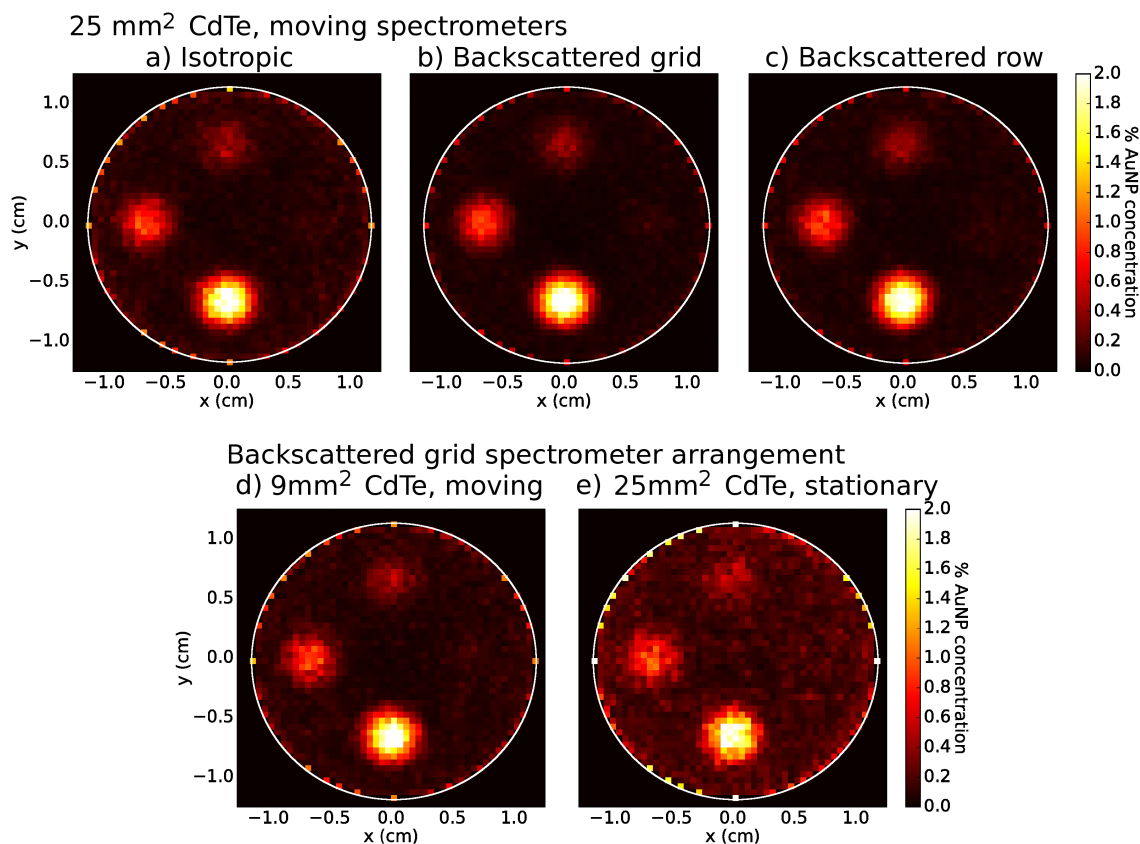 25 mm2 CdTe, moving spectrometers
a) Isotropic
b) Backscattered grid
c) Backscattered row
1.0
0.5
0.0
−0.5
−1.0
y (cm)
−1.0 −0.5 0.0 0.5 1.0
x (cm)
−1.0 −0.5 0.0 0.5 1.0
x (cm)
−1.0 −0.5 0.0 0.5 1.0
x (cm)
2.0
1.8
1.6
1.4
1.2
1.0
0.8
0.6
0.4
0.2
0.0
% AuNP concentration
Backscattered grid spectrometer arrangement
d) 9mm2 CdTe, moving
e) 25mm2 CdTe, stationary
1.0
0.5
0.0
−0.5
−1.0
y (cm)
−1.0 −0.5 0.0 0.5 1.0
x (cm)
−1.0 −0.5 0.0 0.5 1.0
x (cm)
2.0
1.8
1.6
1.4
1.2
1.0
0.8
0.6
0.4
0.2
0.0
% AuNP concentration